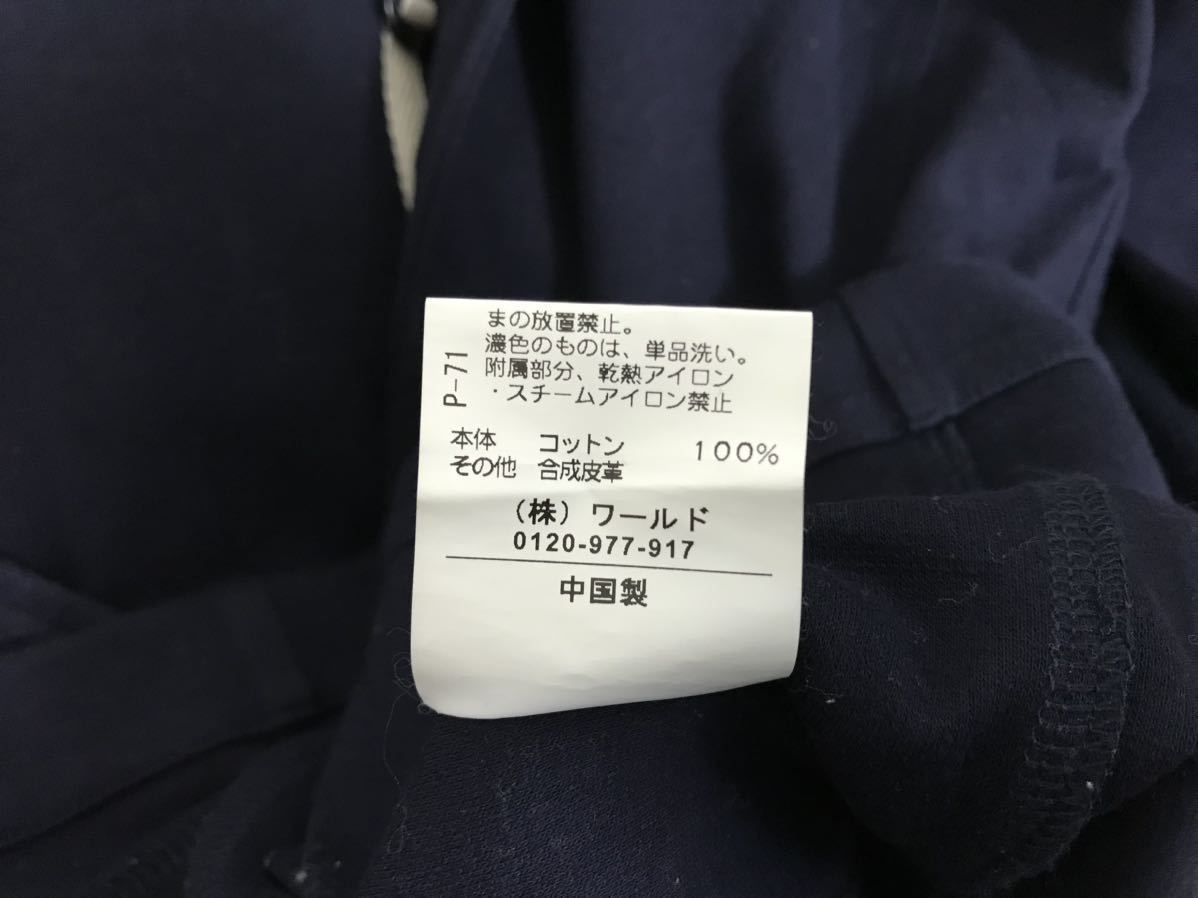 まの放置禁止。
濃色のものは、単品洗い。
附属部分、乾熱アイロン
・スチームアイロン禁止
P-71
本体 コットン 100%
その他 合成皮革
（株）ワールド
0120-977-917
中国製